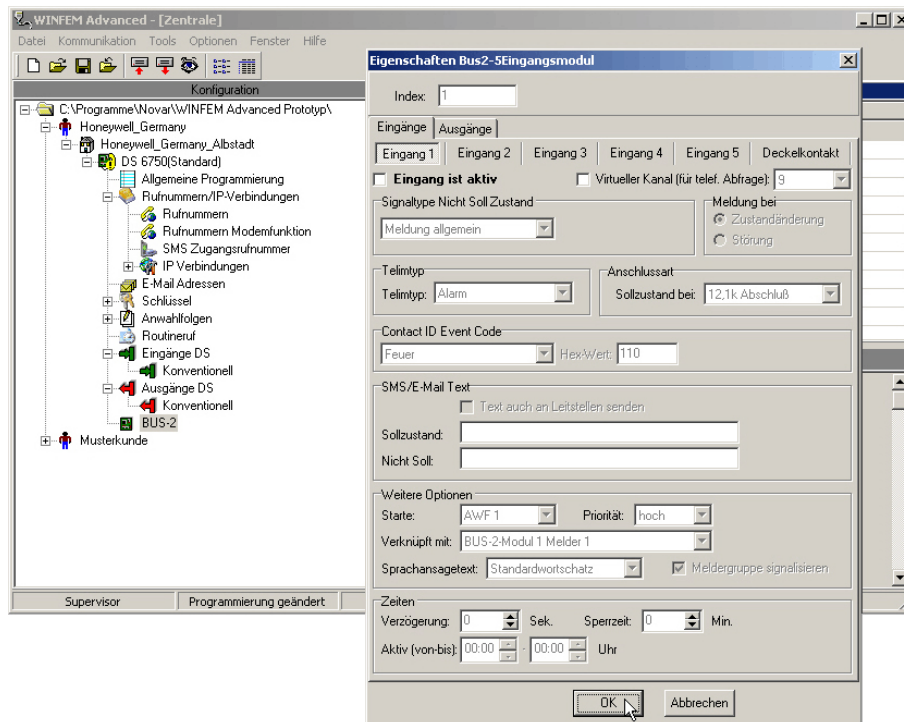 WINFEM Advanced - [Zentrale]
Datei Kommunikation Tools Optionen Fenster Hilfe
Konfiguration
C:\Programme\Novar\WINFEM Advanced Prototyp\
Honeywell_Germany
Honeywell_Germany_Albstadt
DS 6750(Standard)
Allgemeine Programmierung
Rufnummern/IP-Verbindungen
Rufnummern
Rufnummern Modemfunktion
SMS Zugangsrufnummer
IP Verbindungen
E-Mail Adressen
Schlüssel
Anwahlfolgen
Routineruf
Eingänge DS
Konventionell
Ausgänge DS
Konventionell
BUS-2
Musterkunde
Supervisor Programmierung geändert
Eigenschaften Bus2-5Eingangsmodul
Index: 1
Eingänge Ausgänge
Eingang 1 Eingang 2 Eingang 3 Eingang 4 Eingang 5 Deckelkontakt
Eingang ist aktiv Virtueller Kanal (für telef. Abfrage): 9
Signaltype Nicht Soll Zustand Meldung bei
Meldung allgemein Zustandänderung
Störung
Telimtyp Anschlussart
Telimtyp: Alarm Sollzustand bei: 12,1k Abschluß
Contact ID Event Code
Feuer Hex-Wert: 110
SMS/E-Mail Text
Text auch an Leitstellen senden
Sollzustand:
Nicht Soll:
Weitere Optionen
Starte: AWF 1 Priorität: hoch
Verknüpft mit: BUS-2-Modul 1 Melder 1
Sprachansagetext: Standardwortschatz Meldergruppe signalisieren
Zeiten
Verzögerung: 0 Sek. Sperrzeit: 0 Min.
Aktiv (von-bis): 00:00 - 00:00 Uhr
OK Abbrechen